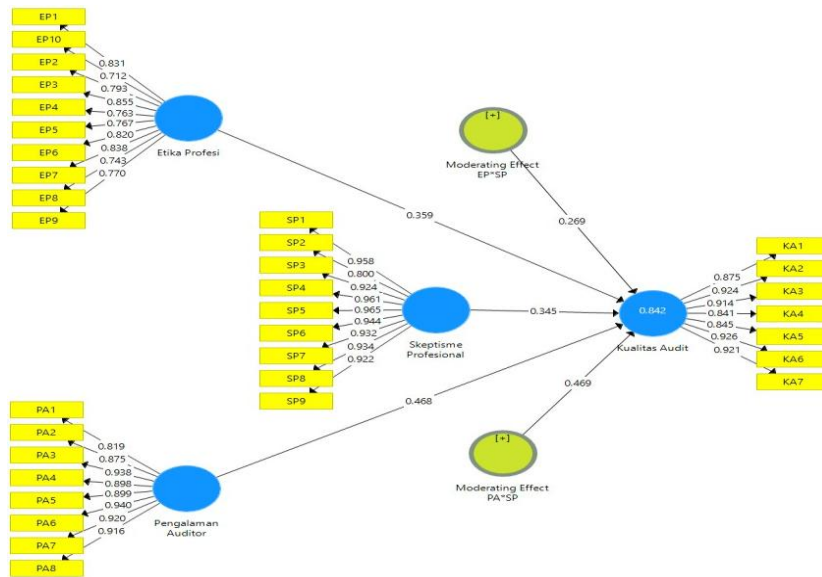 EP1
EP10
EP2
EP3
EP4
EP5
EP6
EP7
EP8
EP9
0.831
0.712
0.793
0.855
0.763
0.767
0.820
0.838
0.743
0.770
Etika Profesi
[+]
Moderating Effect
EP*SP
0.359
0.269
SP1
SP2
SP3
SP4
SP5
SP6
SP7
SP8
SP9
0.958
0.800
0.924
0.961
0.965
0.944
0.932
0.934
0.922
Skeptisme
Profesional
0.345
0.842
Kualitas Audit
0.875
0.924
0.914
0.841
0.845
0.926
0.921
KA1
KA2
KA3
KA4
KA5
KA6
KA7
PA1
PA2
PA3
PA4
PA5
PA6
PA7
PA8
0.819
0.875
0.938
0.898
0.899
0.940
0.920
0.916
Pengalaman
Auditor
0.468
0.469
[+]
Moderating Effect
PA*SP